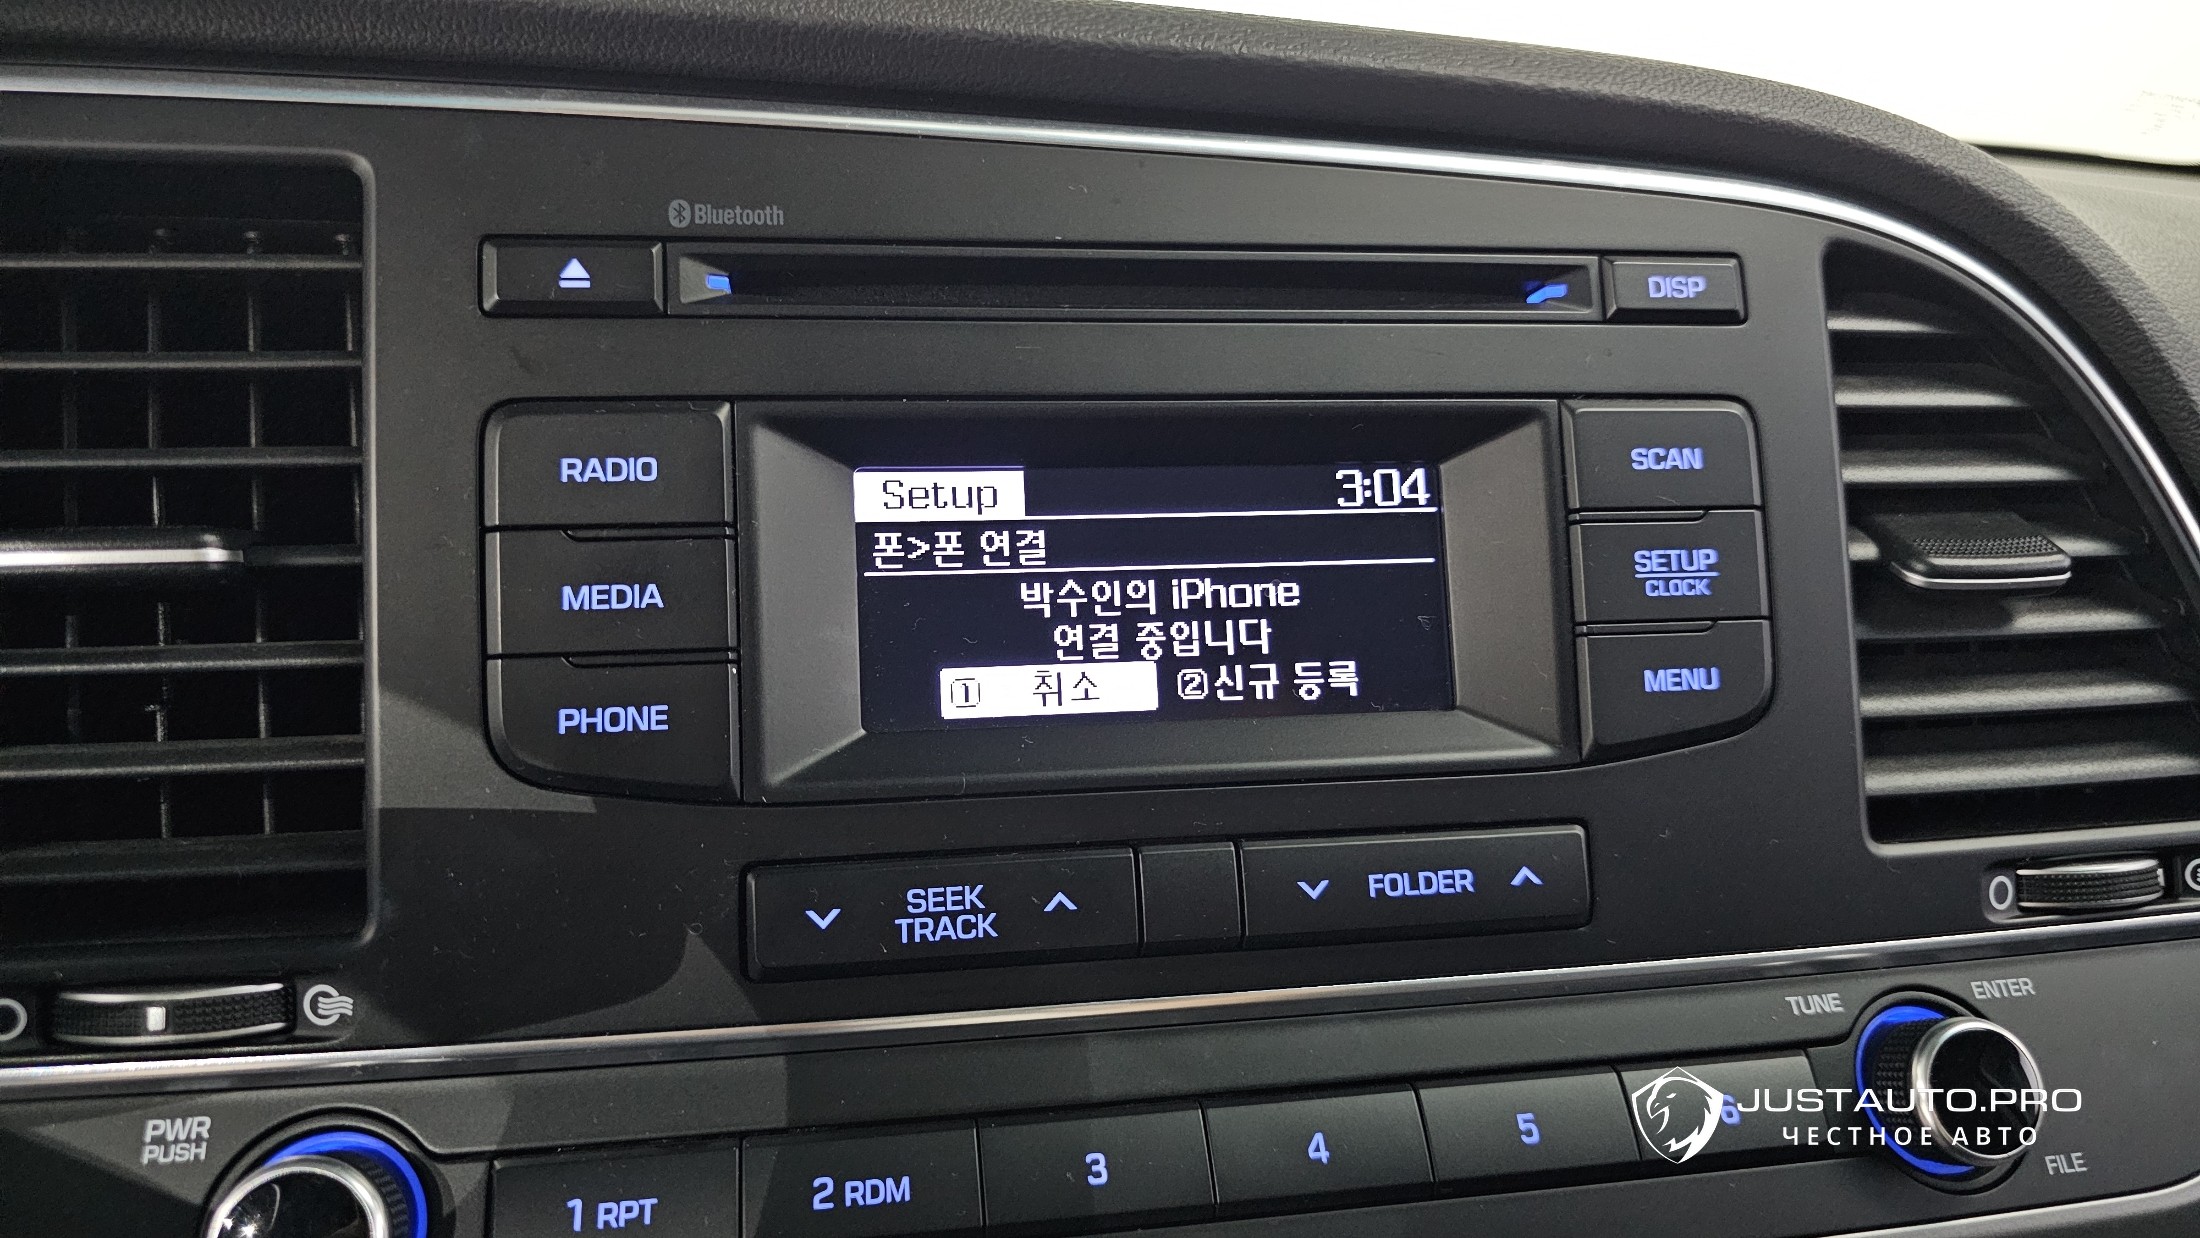 Bluetooth
DISP
RADIO
MEDIA
PHONE
Setup 3:04
폰>폰 연결
박수인의 iPhone
연결 중입니다
① 취소 ②신규 등록
SCAN
SETUP
CLOCK
MENU
SEEK
TRACK
FOLDER
TUNE
ENTER
PWR
PUSH
1 RPT
2 RDM
3
4
5
6
FILE
JUSTAUTO.PRO
ЧЕСТНОЕ АВТО